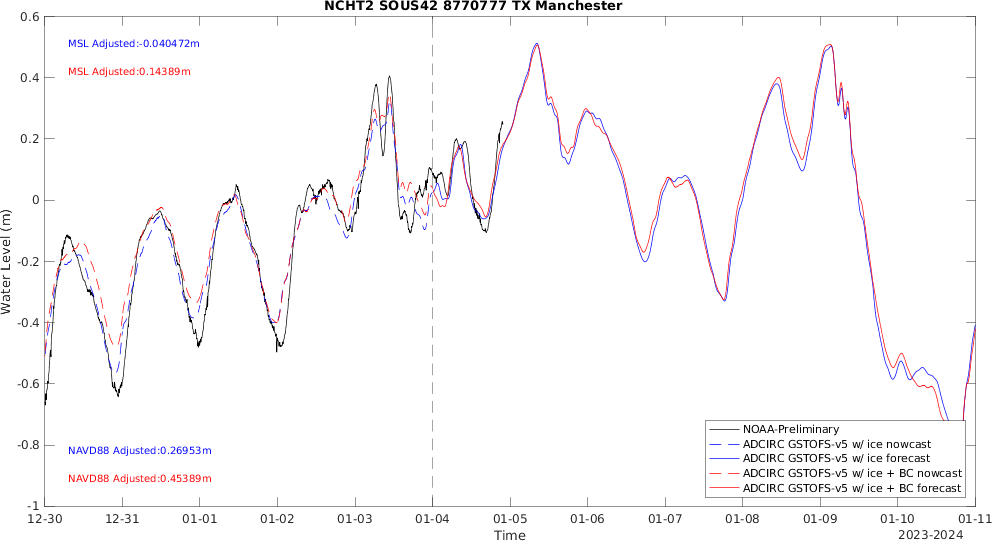 NCHT2 SOUS42 8770777 TX Manchester
MSL Adjusted:-0.040472m
MSL Adjusted:0.14389m
NAVD88 Adjusted:0.26953m
NAVD88 Adjusted:0.45389m
Water Level (m)
0.6
0.4
0.2
0
-0.2
-0.4
-0.6
-0.8
-1
NOAA-Preliminary
ADCIRC GSTOFS-v5 w/ ice nowcast
ADCIRC GSTOFS-v5 w/ ice forecast
ADCIRC GSTOFS-v5 w/ ice + BC nowcast
ADCIRC GSTOFS-v5 w/ ice + BC forecast
12-30 12-31 01-01 01-02 01-03 01-04 01-05 01-06 01-07 01-08 01-09 01-10 01-11
Time
2023-2024